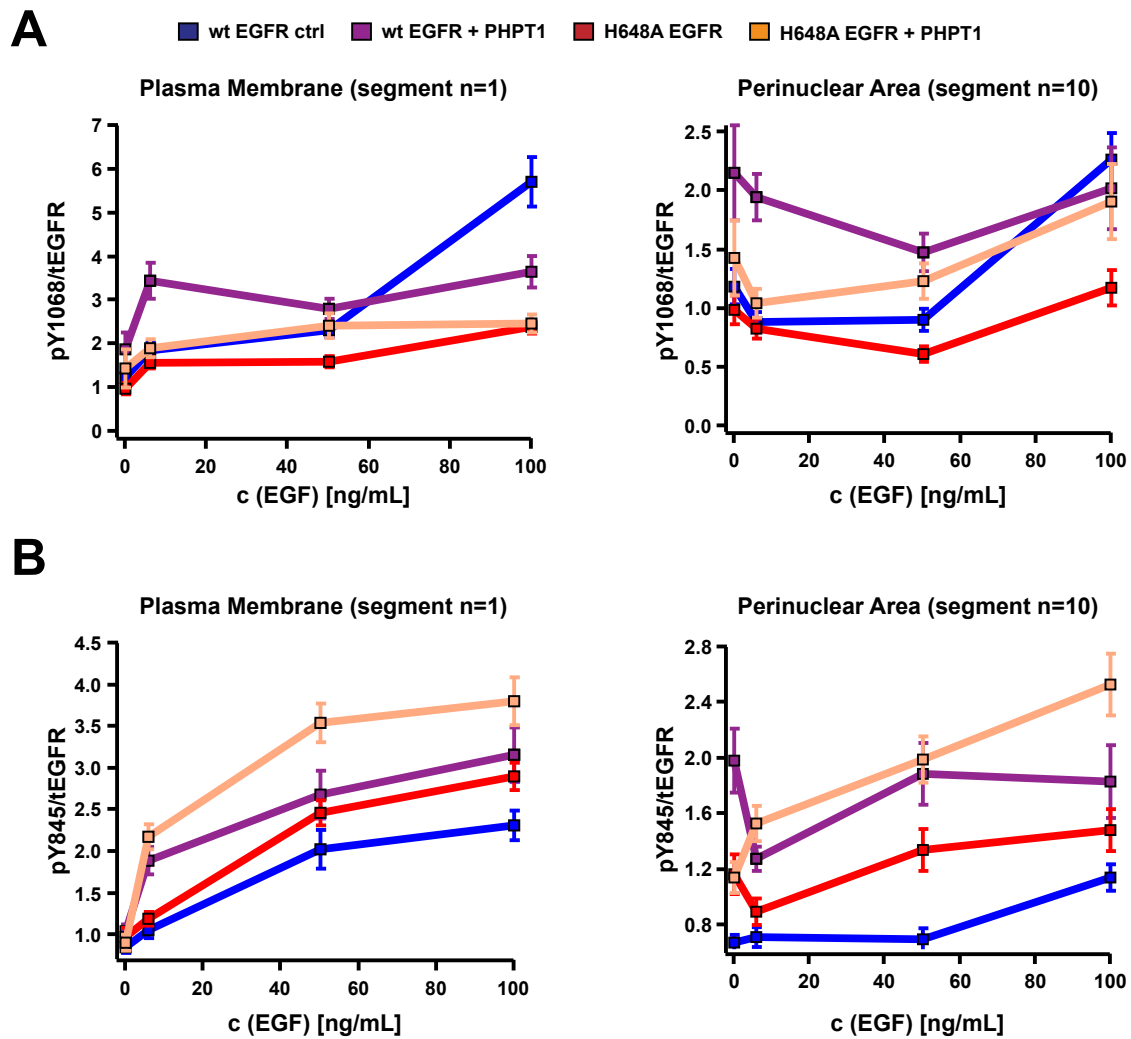 A
wt EGFR ctrl wt EGFR + PHPT1 H648A EGFR H648A EGFR + PHPT1
Plasma Membrane (segment n=1)
pY1068/tEGFR
7
6
5
4
3
2
1
0
0 20 40 60 80 100
c (EGF) [ng/mL]
Perinuclear Area (segment n=10)
pY1068/tEGFR
2.5
2.0
1.5
1.0
0.5
0.0
0 20 40 60 80 100
c (EGF) [ng/mL]
B
Plasma Membrane (segment n=1)
pY845/tEGFR
4.5
4.0
3.5
3.0
2.5
2.0
1.5
1.0
0 20 40 60 80 100
c (EGF) [ng/mL]
Perinuclear Area (segment n=10)
pY845/tEGFR
2.8
2.4
2.0
1.6
1.2
0.8
0 20 40 60 80 100
c (EGF) [ng/mL]